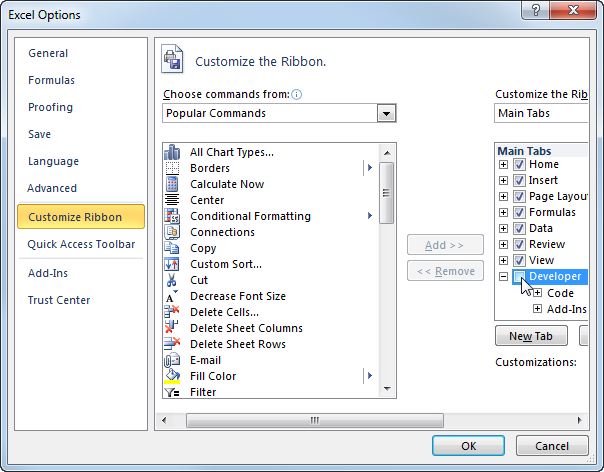 Excel Options
General
Formulas
Proofing
Save
Language
Advanced
Customize Ribbon
Quick Access Toolbar
Add-Ins
Trust Center
Customize the Ribbon.
Choose commands from:
Popular Commands
All Chart Types...
Borders
Calculate Now
Center
Conditional Formatting
Connections
Copy
Custom Sort...
Cut
Decrease Font Size
Delete Cells...
Delete Sheet Columns
Delete Sheet Rows
E-mail
Fill Color
Filter
Add >>
<< Remove
Customize the Rib
Main Tabs
Main Tabs
Home
Insert
Page Layou
Formulas
Data
Review
View
Developer
Code
Add-Ins
New Tab
Customizations:
OK
Cancel